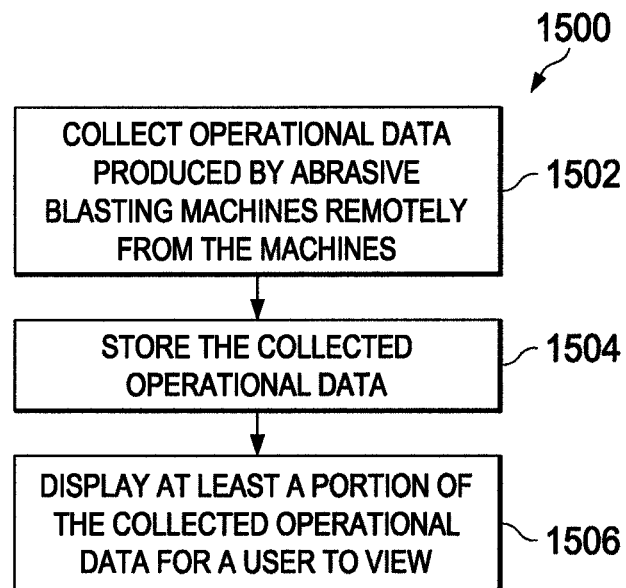 1500
COLLECT OPERATIONAL DATA
PRODUCED BY ABRASIVE
BLASTING MACHINES REMOTELY
FROM THE MACHINES
1502
STORE THE COLLECTED
OPERATIONAL DATA
1504
DISPLAY AT LEAST A PORTION OF
THE COLLECTED OPERATIONAL
DATA FOR A USER TO VIEW
1506